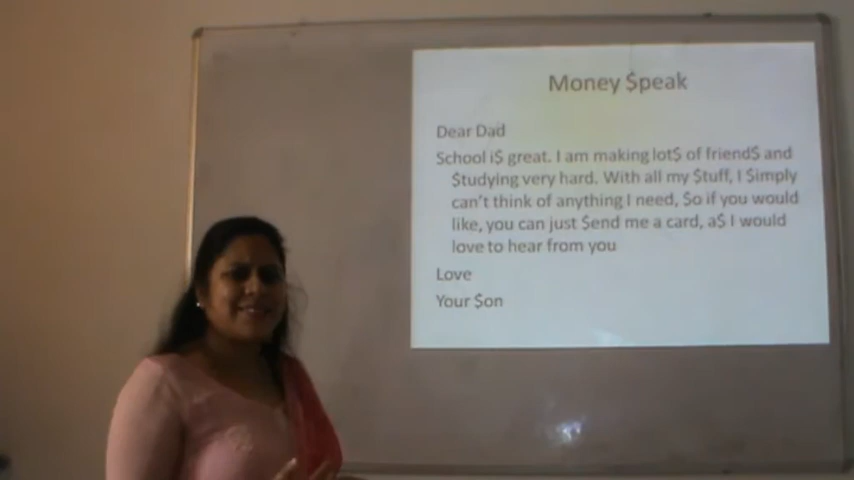 Money $peak
Dear Dad
School i$ great. I am making lot$ of friend$ and
$tudying very hard. With all my $tuff, I $imply
can't think of anything I need, $o if you would
like, you can just $end me a card, a$ I would
love to hear from you
Love
Your $on